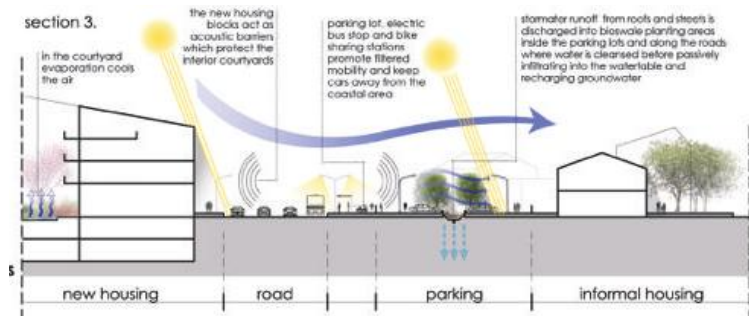 section 3.
in the courtyard
evaporation cools
the air
the new housing
blocks act as
acoustic barriers
which protect the
interior courtyards
parking lot, electric
bus stop and bike
sharing stations
promote filtered
mobility and keep
cars away from the
coastal area
stormater runoff from roofs and streets is
discharged into bioswale planting areas
inside the parking lots and along the roads
where water is cleansed before passively
infiltrating into the watertable and
recharging groundwater
s
new housing
road
parking
informal housing